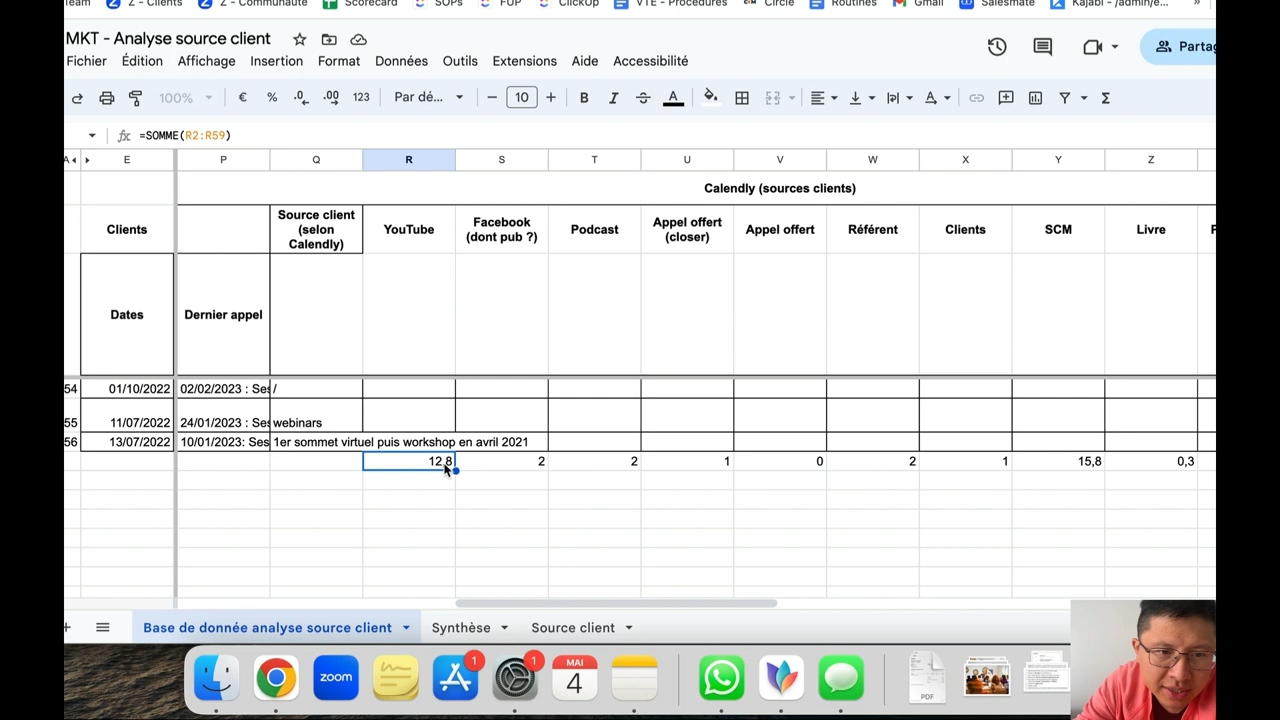 Team Z - Clients Z - Communauté Scorecard SOPs FUP ClickUp VTE - Procédures Circle Routines Gmail Salesmate Kajabi - /admin/e... »
MKT - Analyse source client
Partag
Fichier Édition Affichage Insertion Format Données Outils Extensions Aide Accessibilité
100% € % .0 .00 123 Par dé... − 10 + B I A Σ
fx =SOMME(R2:R59)
A E P Q R S T U V W X Y Z
Calendly (sources clients)
Clients
Source client (selon Calendly)
YouTube
Facebook (dont pub ?)
Podcast
Appel offert (closer)
Appel offert
Référent
Clients
SCM
Livre
Dates Dernier appel
54 01/10/2022 02/02/2023 : Ses /
55 11/07/2022 24/01/2023 : Ses webinars
56 13/07/2022 10/01/2023: Ses 1er sommet virtuel puis workshop en avril 2021
12,8 2 2 1 0 2 1 15,8 0,3
+ Base de donnée analyse source client Synthèse Source client
zoom 1 1 MAI 4 PDF